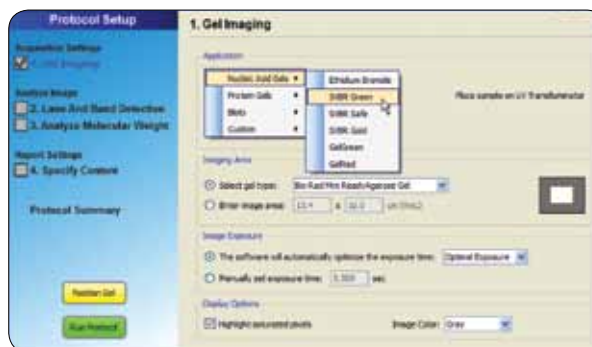 Protocol Setup
Acquisition Settings
1. Gel Imaging
Analyze Image
2. Lane And Band Detection
3. Analyze Molecular Weight
Report Settings
4. Specify Content
Protocol Summary
Position Gel
Run Protocol
1. Gel Imaging
Application
Nucleic Acid Gels
Protein Gels
Blots
Custom
Ethidium Bromide
SYBR Green
SYBR Safe
SYBR Gold
GelGreen
GelRed
Place sample on UV Transilluminator
Imaging Area
Select gel type: Bio-Rad Mini ReadyAgarose Gel
Enter image area: x cm (WxL)
Image Exposure
The software will automatically optimize the exposure time: Optimal Exposure
Manually set exposure time: sec
Display Options
Highlight saturated pixels Image Color: Gray